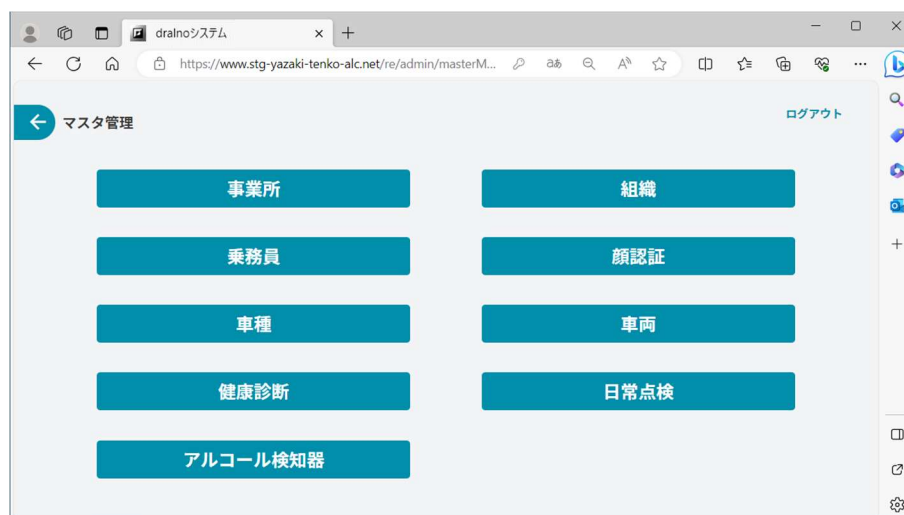 dralnoシステム
https://www.stg-yazaki-tenko-alc.net/re/admin/masterM...
マスタ管理
ログアウト
事業所
組織
乗務員
顔認証
車種
車両
健康診断
日常点検
アルコール検知器